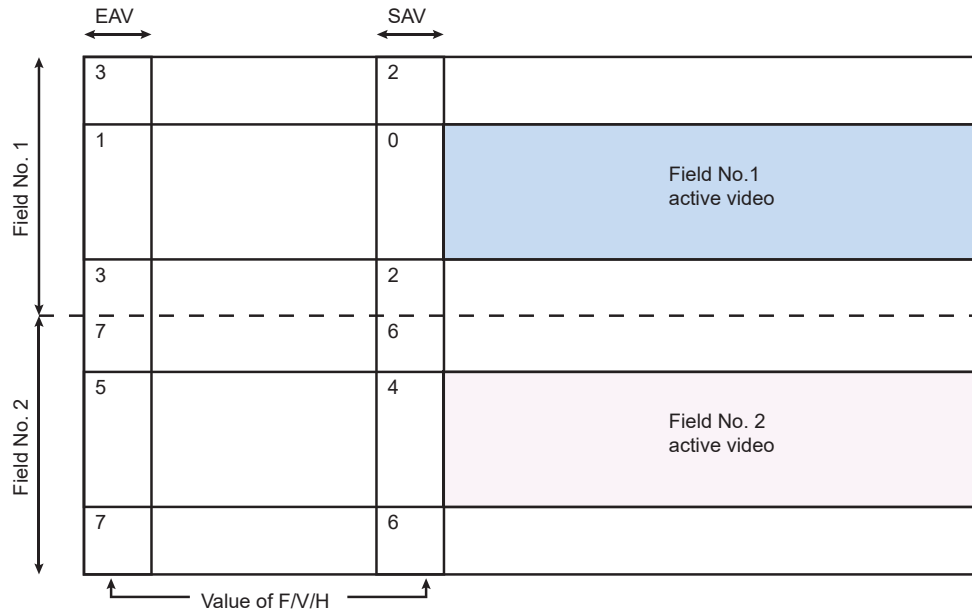 EAV SAV
3 2
1 0
Field No.1
active video
Field No. 1
3 2
7 6
5 4
Field No. 2
active video
Field No. 2
7 6
Value of F/V/H